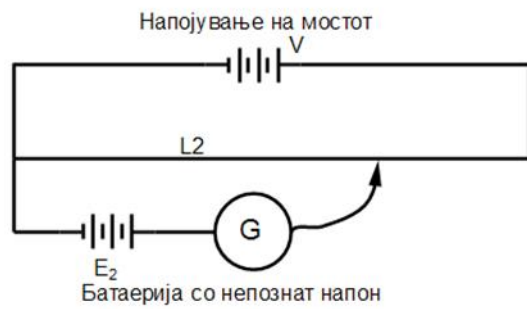 Напојување на мостот
V
L2
G
E₂
Батаерија со непознат напон